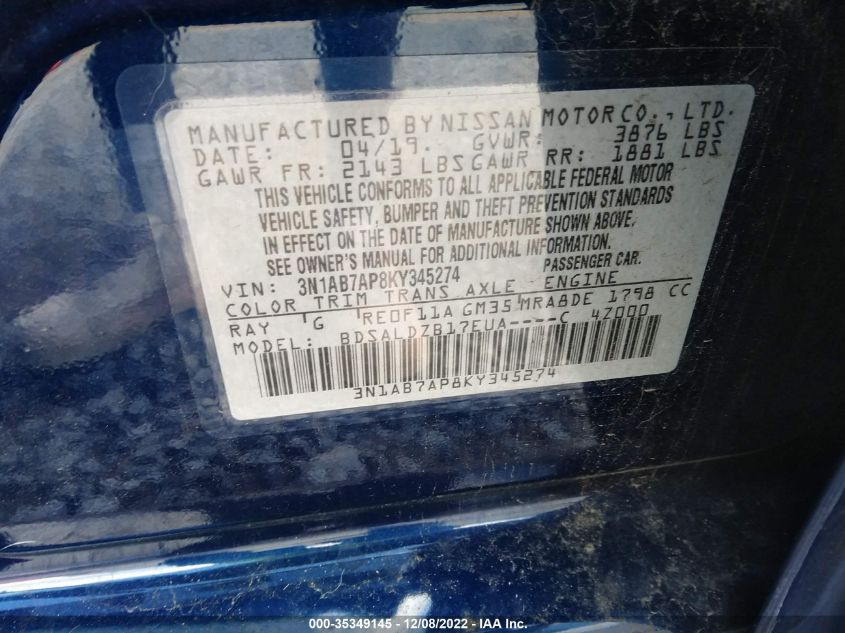 MANUFACTURED BY NISSAN MOTOR CO., LTD.
DATE: 04/19. GVWR: 3876 LBS
GAWR FR: 2143 LBS GAWR RR: 1881 LBS
THIS VEHICLE CONFORMS TO ALL APPLICABLE FEDERAL MOTOR
VEHICLE SAFETY, BUMPER AND THEFT PREVENTION STANDARDS
IN EFFECT ON THE DATE OF MANUFACTURE SHOWN ABOVE.
SEE OWNER'S MANUAL FOR ADDITIONAL INFORMATION.
VIN: 3N1AB7AP8KY345274 PASSENGER CAR.
COLOR TRIM TRANS AXLE ENGINE
RAY G RE0F11A GM35 MRA8DE 1798 CC
MODEL: BDSALDZB17EUA----C 4Z000
3N1AB7AP8KY345274
000-35349145 - 12/08/2022 - © IAA Inc.